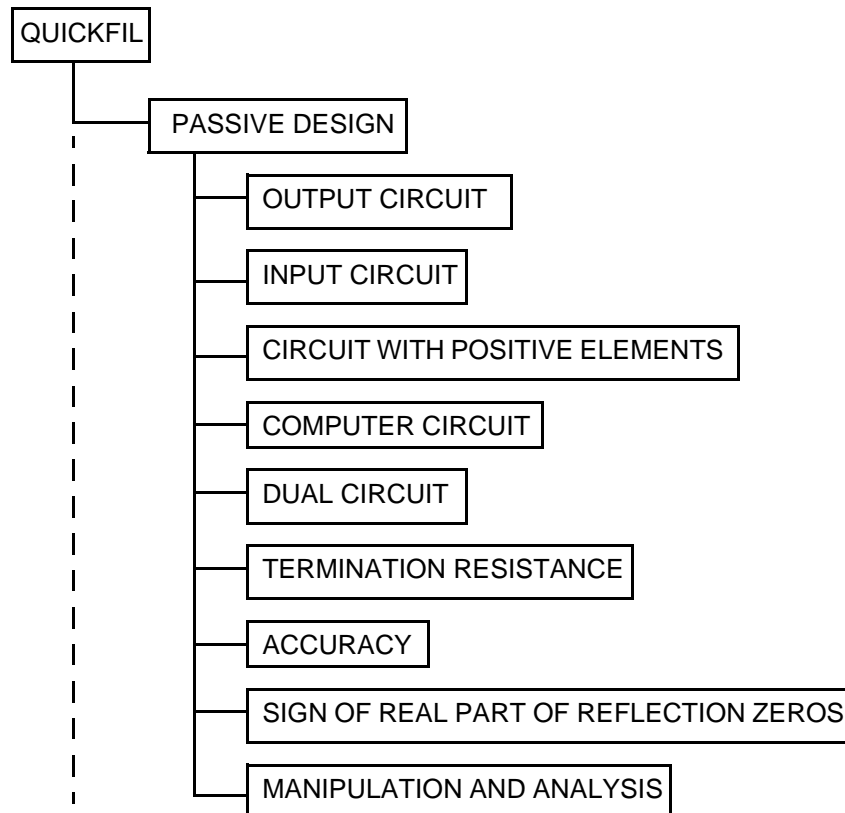 QUICKFIL
PASSIVE DESIGN
OUTPUT CIRCUIT
INPUT CIRCUIT
CIRCUIT WITH POSITIVE ELEMENTS
COMPUTER CIRCUIT
DUAL CIRCUIT
TERMINATION RESISTANCE
ACCURACY
SIGN OF REAL PART OF REFLECTION ZEROS
MANIPULATION AND ANALYSIS